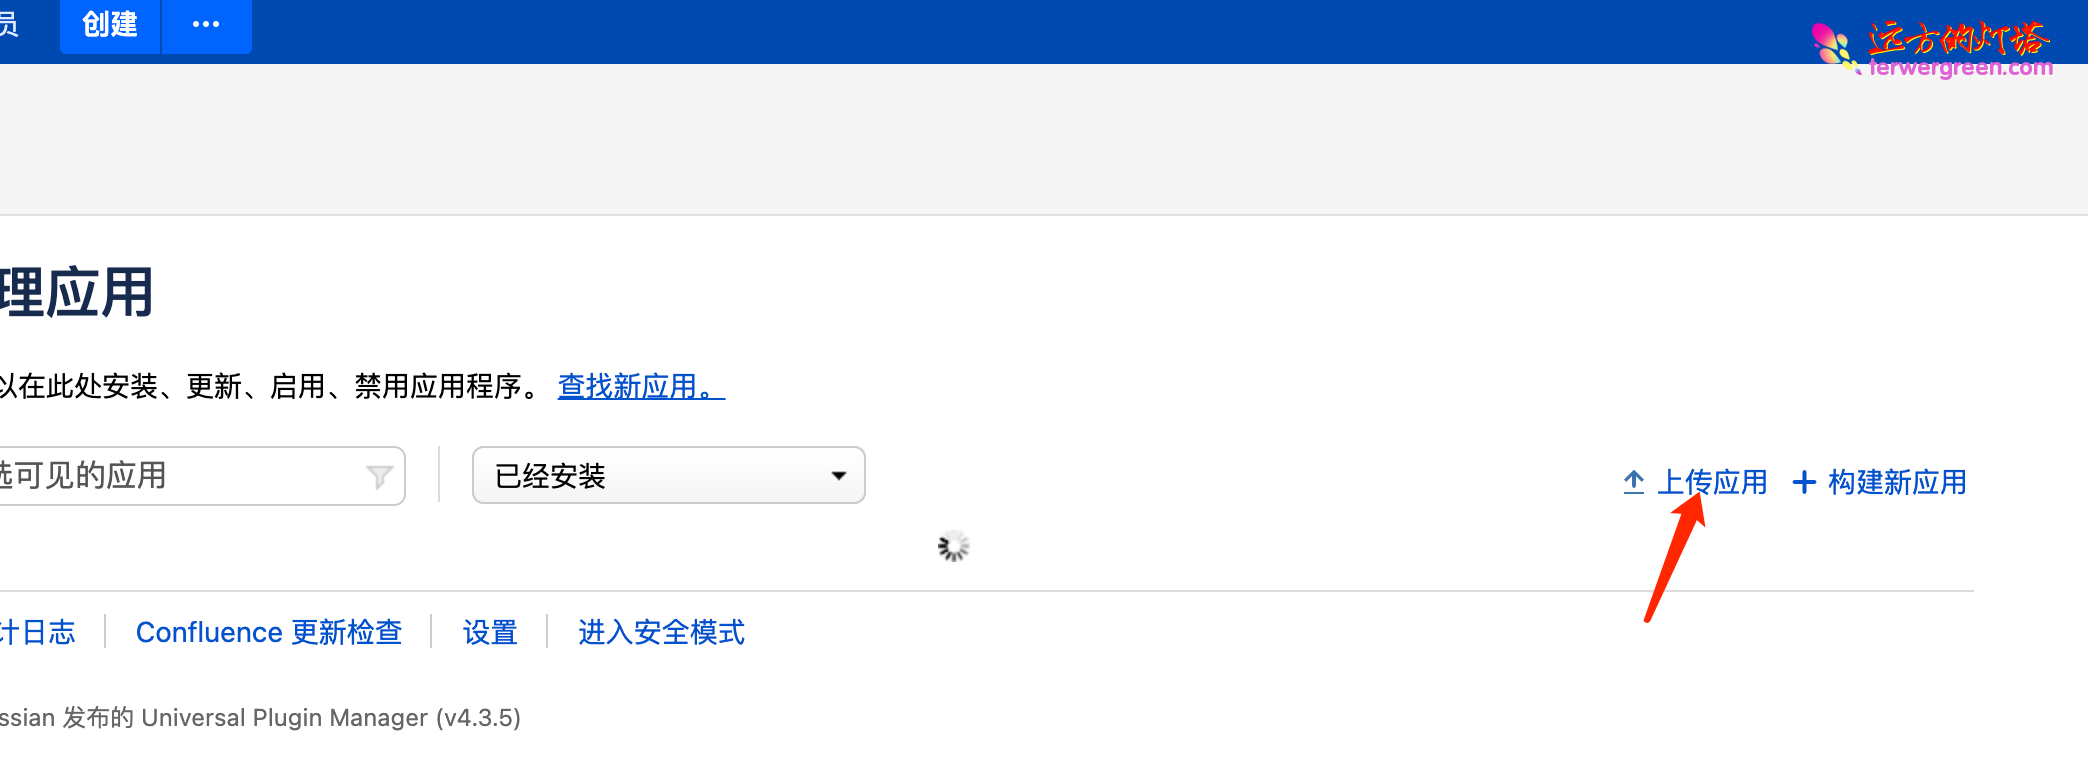 员 创建 ···
远方的灯塔
terwergreen.com
理应用
以在此处安装、更新、启用、禁用应用程序。 查找新应用。
选可见的应用 已经安装 上传应用 + 构建新应用
计日志 Confluence 更新检查 设置 进入安全模式
ssian 发布的 Universal Plugin Manager (v4.3.5)